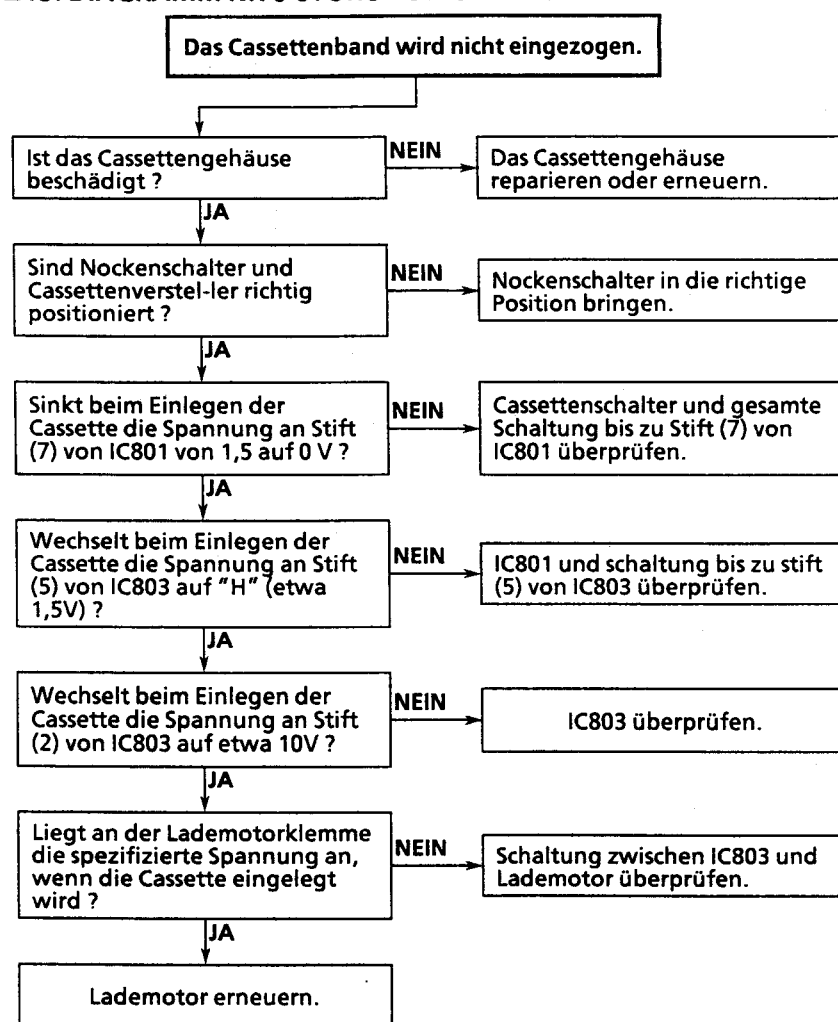 Das Cassettenband wird nicht eingezogen.
Ist das Cassettengehäuse
beschädigt ?
NEIN
Das Cassettengehäuse
reparieren oder erneuern.
JA
Sind Nockenschalter und
Cassettenverstel-ler richtig
positioniert ?
NEIN
Nockenschalter in die richtige
Position bringen.
JA
Sinkt beim Einlegen der
Cassette die Spannung an Stift
(7) von IC801 von 1,5 auf 0 V ?
NEIN
Cassettenschalter und gesamte
Schaltung bis zu Stift (7) von
IC801 überprüfen.
JA
Wechselt beim Einlegen der
Cassette die Spannung an Stift
(5) von IC803 auf "H" (etwa
1,5V) ?
NEIN
IC801 und schaltung bis zu stift
(5) von IC803 überprüfen.
JA
Wechselt beim Einlegen der
Cassette die Spannung an Stift
(2) von IC803 auf etwa 10V ?
NEIN
IC803 überprüfen.
JA
Liegt an der Lademotorklemme
die spezifizierte Spannung an,
wenn die Cassette eingelegt
wird ?
NEIN
Schaltung zwischen IC803 und
Lademotor überprüfen.
JA
Lademotor erneuern.